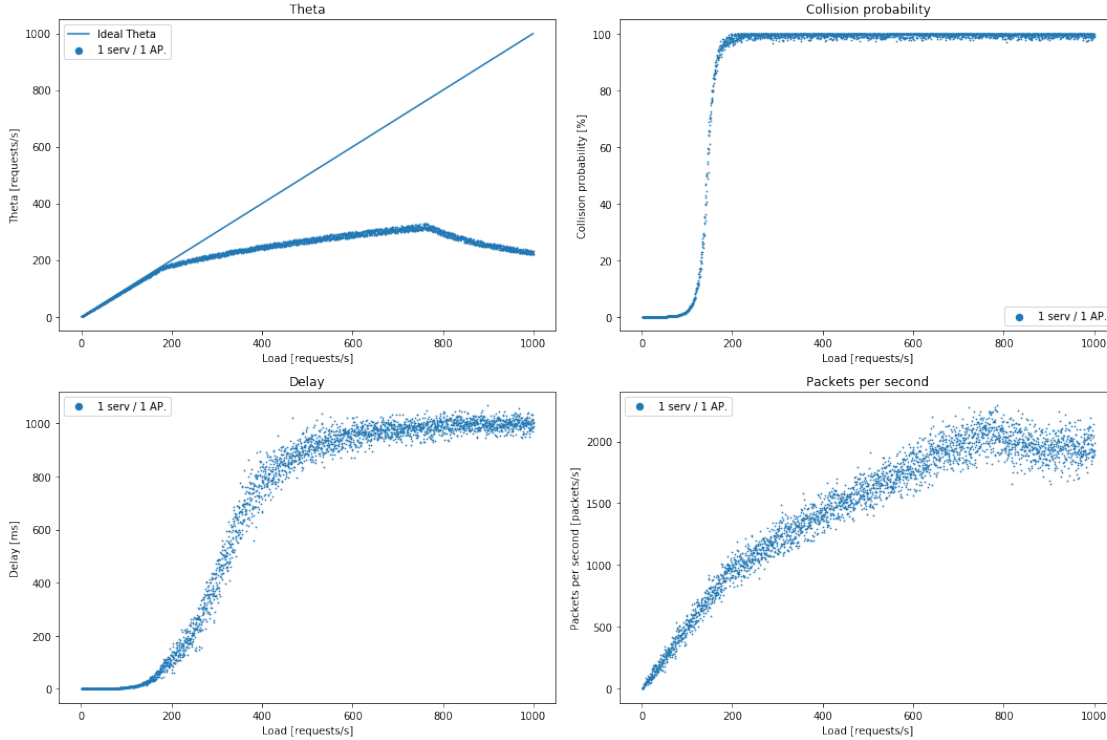 Theta
Ideal Theta
1 serv / 1 AP.
Theta [requests/s]
1000
800
600
400
200
0
0 200 400 600 800 1000
Load [requests/s]
Collision probability
Collision probability [%]
100
80
60
40
20
0
1 serv / 1 AP.
0 200 400 600 800 1000
Load [requests/s]
Delay
1 serv / 1 AP.
Delay [ms]
1000
800
600
400
200
0
0 200 400 600 800 1000
Load [requests/s]
Packets per second
1 serv / 1 AP.
Packets per second [packets/s]
2000
1500
1000
500
0
0 200 400 600 800 1000
Load [requests/s]